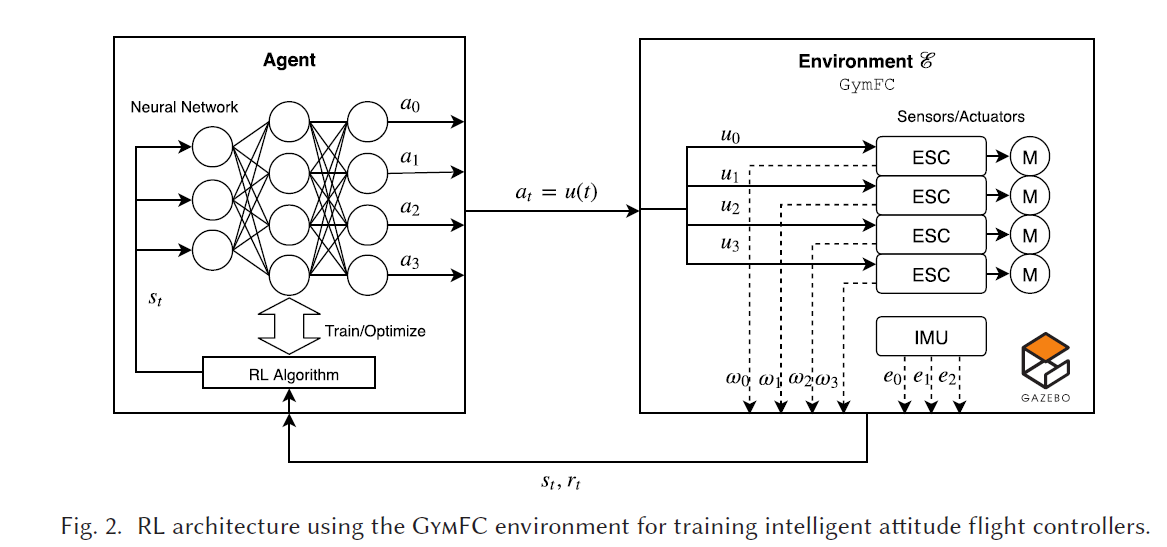 Agent
Neural Network
a0
a1
a2
a3
st
Train/Optimize
RL Algorithm
at = u(t)
Environment ℰ
GymFC
Sensors/Actuators
u0
u1
u2
u3
ESC
M
ESC
M
ESC
M
ESC
M
IMU
ω0 ω1 ω2 ω3
e0 e1 e2
GAZEBO
st, rt
Fig. 2. RL architecture using the GymFC environment for training intelligent attitude flight controllers.